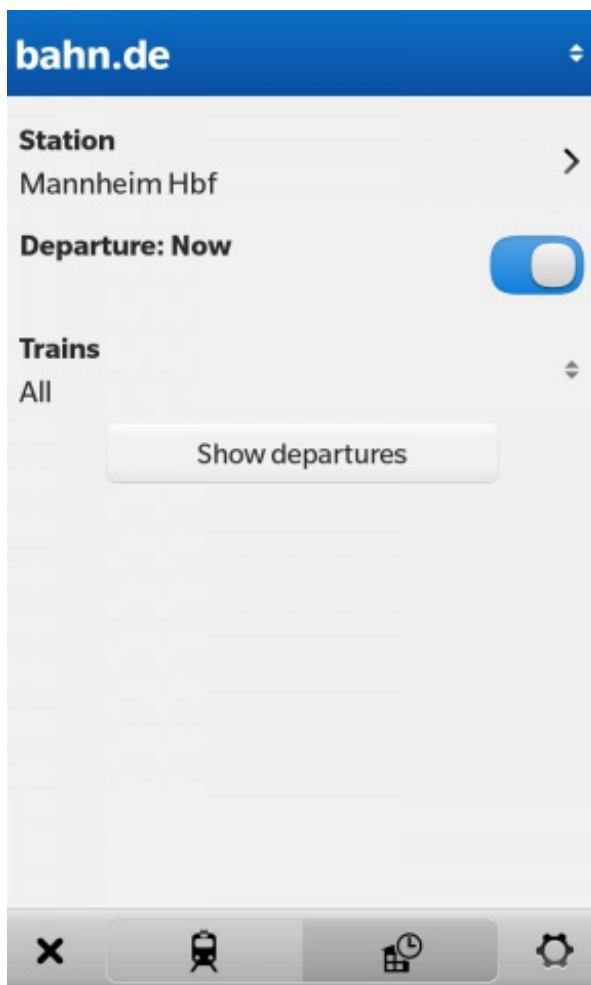 bahn.de
Station
Mannheim Hbf
Departure: Now
Trains
All
Show departures